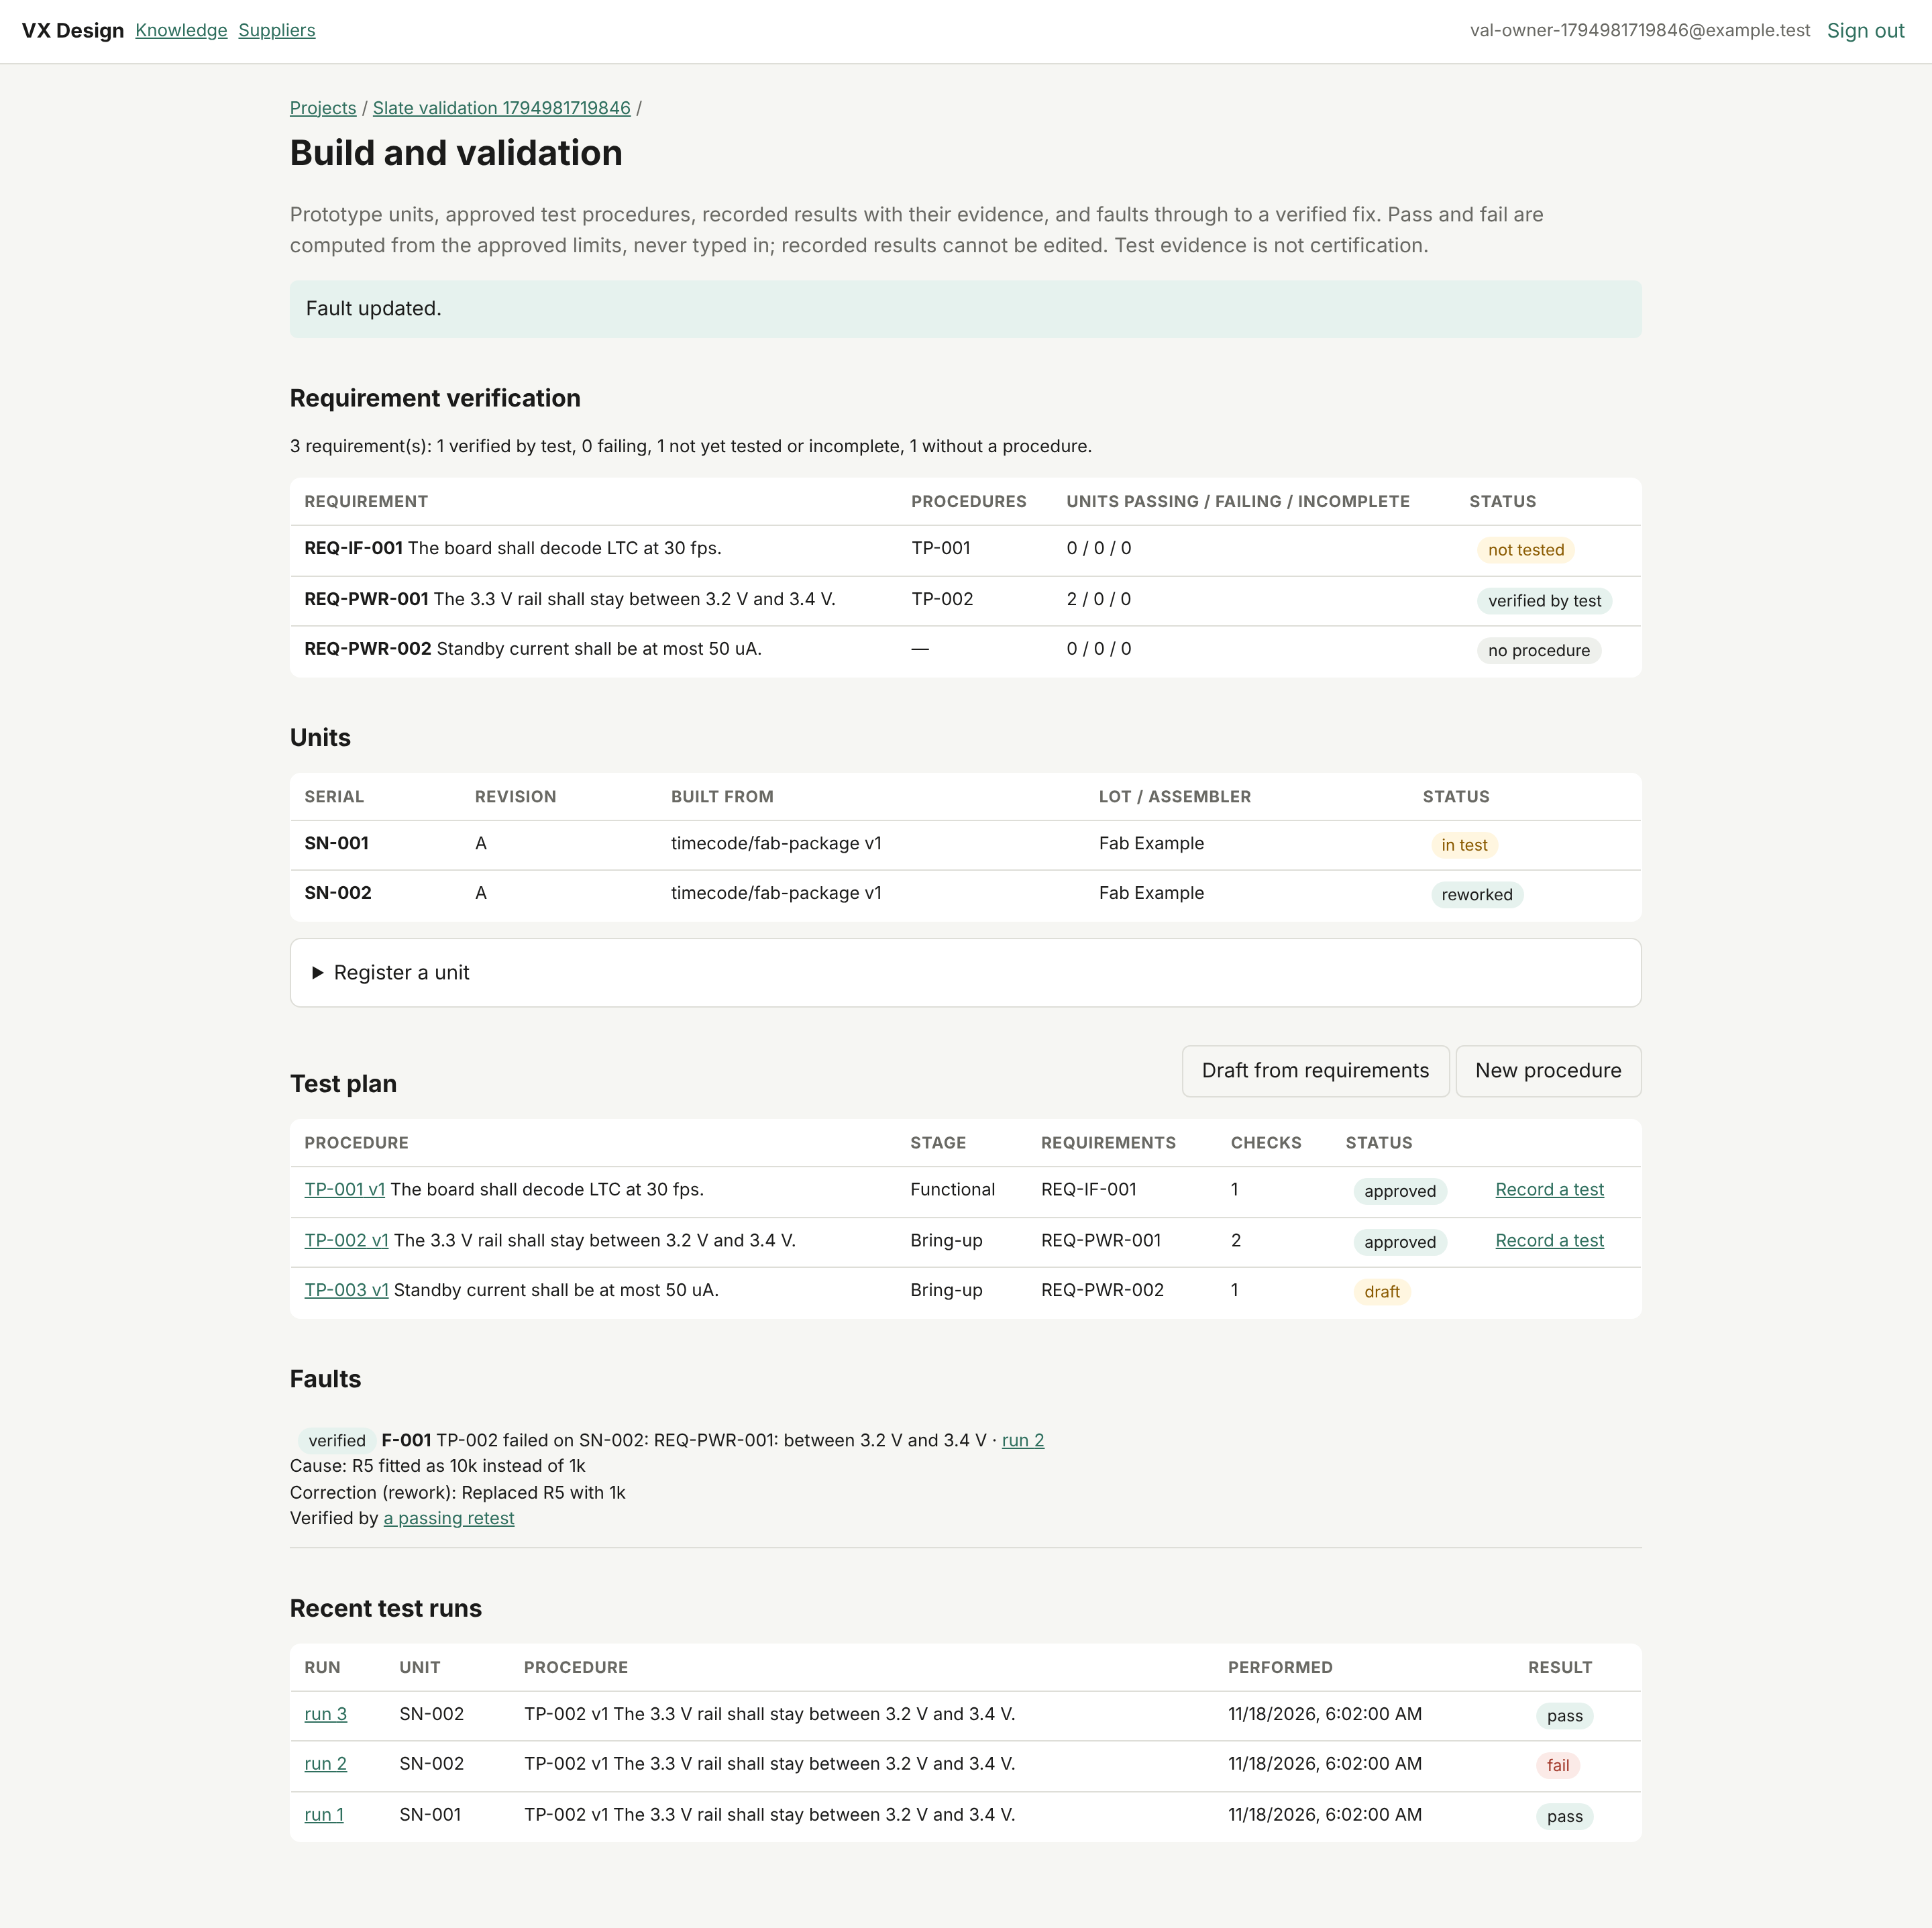 VX Design Knowledge Suppliers val-owner-1794981719846@example.test Sign out
Projects / Slate validation 1794981719846 /
Build and validation
Prototype units, approved test procedures, recorded results with their evidence, and faults through to a verified fix. Pass and fail are
computed from the approved limits, never typed in; recorded results cannot be edited. Test evidence is not certification.
Fault updated.
Requirement verification
3 requirement(s): 1 verified by test, 0 failing, 1 not yet tested or incomplete, 1 without a procedure.
REQUIREMENT PROCEDURES UNITS PASSING / FAILING / INCOMPLETE STATUS
REQ-IF-001 The board shall decode LTC at 30 fps. TP-001 0 / 0 / 0 not tested
REQ-PWR-001 The 3.3 V rail shall stay between 3.2 V and 3.4 V. TP-002 2 / 0 / 0 verified by test
REQ-PWR-002 Standby current shall be at most 50 uA. — 0 / 0 / 0 no procedure
Units
SERIAL REVISION BUILT FROM LOT / ASSEMBLER STATUS
SN-001 A timecode/fab-package v1 Fab Example in test
SN-002 A timecode/fab-package v1 Fab Example reworked
▶ Register a unit
Test plan Draft from requirements New procedure
PROCEDURE STAGE REQUIREMENTS CHECKS STATUS
TP-001 v1 The board shall decode LTC at 30 fps. Functional REQ-IF-001 1 approved Record a test
TP-002 v1 The 3.3 V rail shall stay between 3.2 V and 3.4 V. Bring-up REQ-PWR-001 2 approved Record a test
TP-003 v1 Standby current shall be at most 50 uA. Bring-up REQ-PWR-002 1 draft
Faults
verified F-001 TP-002 failed on SN-002: REQ-PWR-001: between 3.2 V and 3.4 V · run 2
Cause: R5 fitted as 10k instead of 1k
Correction (rework): Replaced R5 with 1k
Verified by a passing retest
Recent test runs
RUN UNIT PROCEDURE PERFORMED RESULT
run 3 SN-002 TP-002 v1 The 3.3 V rail shall stay between 3.2 V and 3.4 V. 11/18/2026, 6:02:00 AM pass
run 2 SN-002 TP-002 v1 The 3.3 V rail shall stay between 3.2 V and 3.4 V. 11/18/2026, 6:02:00 AM fail
run 1 SN-001 TP-002 v1 The 3.3 V rail shall stay between 3.2 V and 3.4 V. 11/18/2026, 6:02:00 AM pass